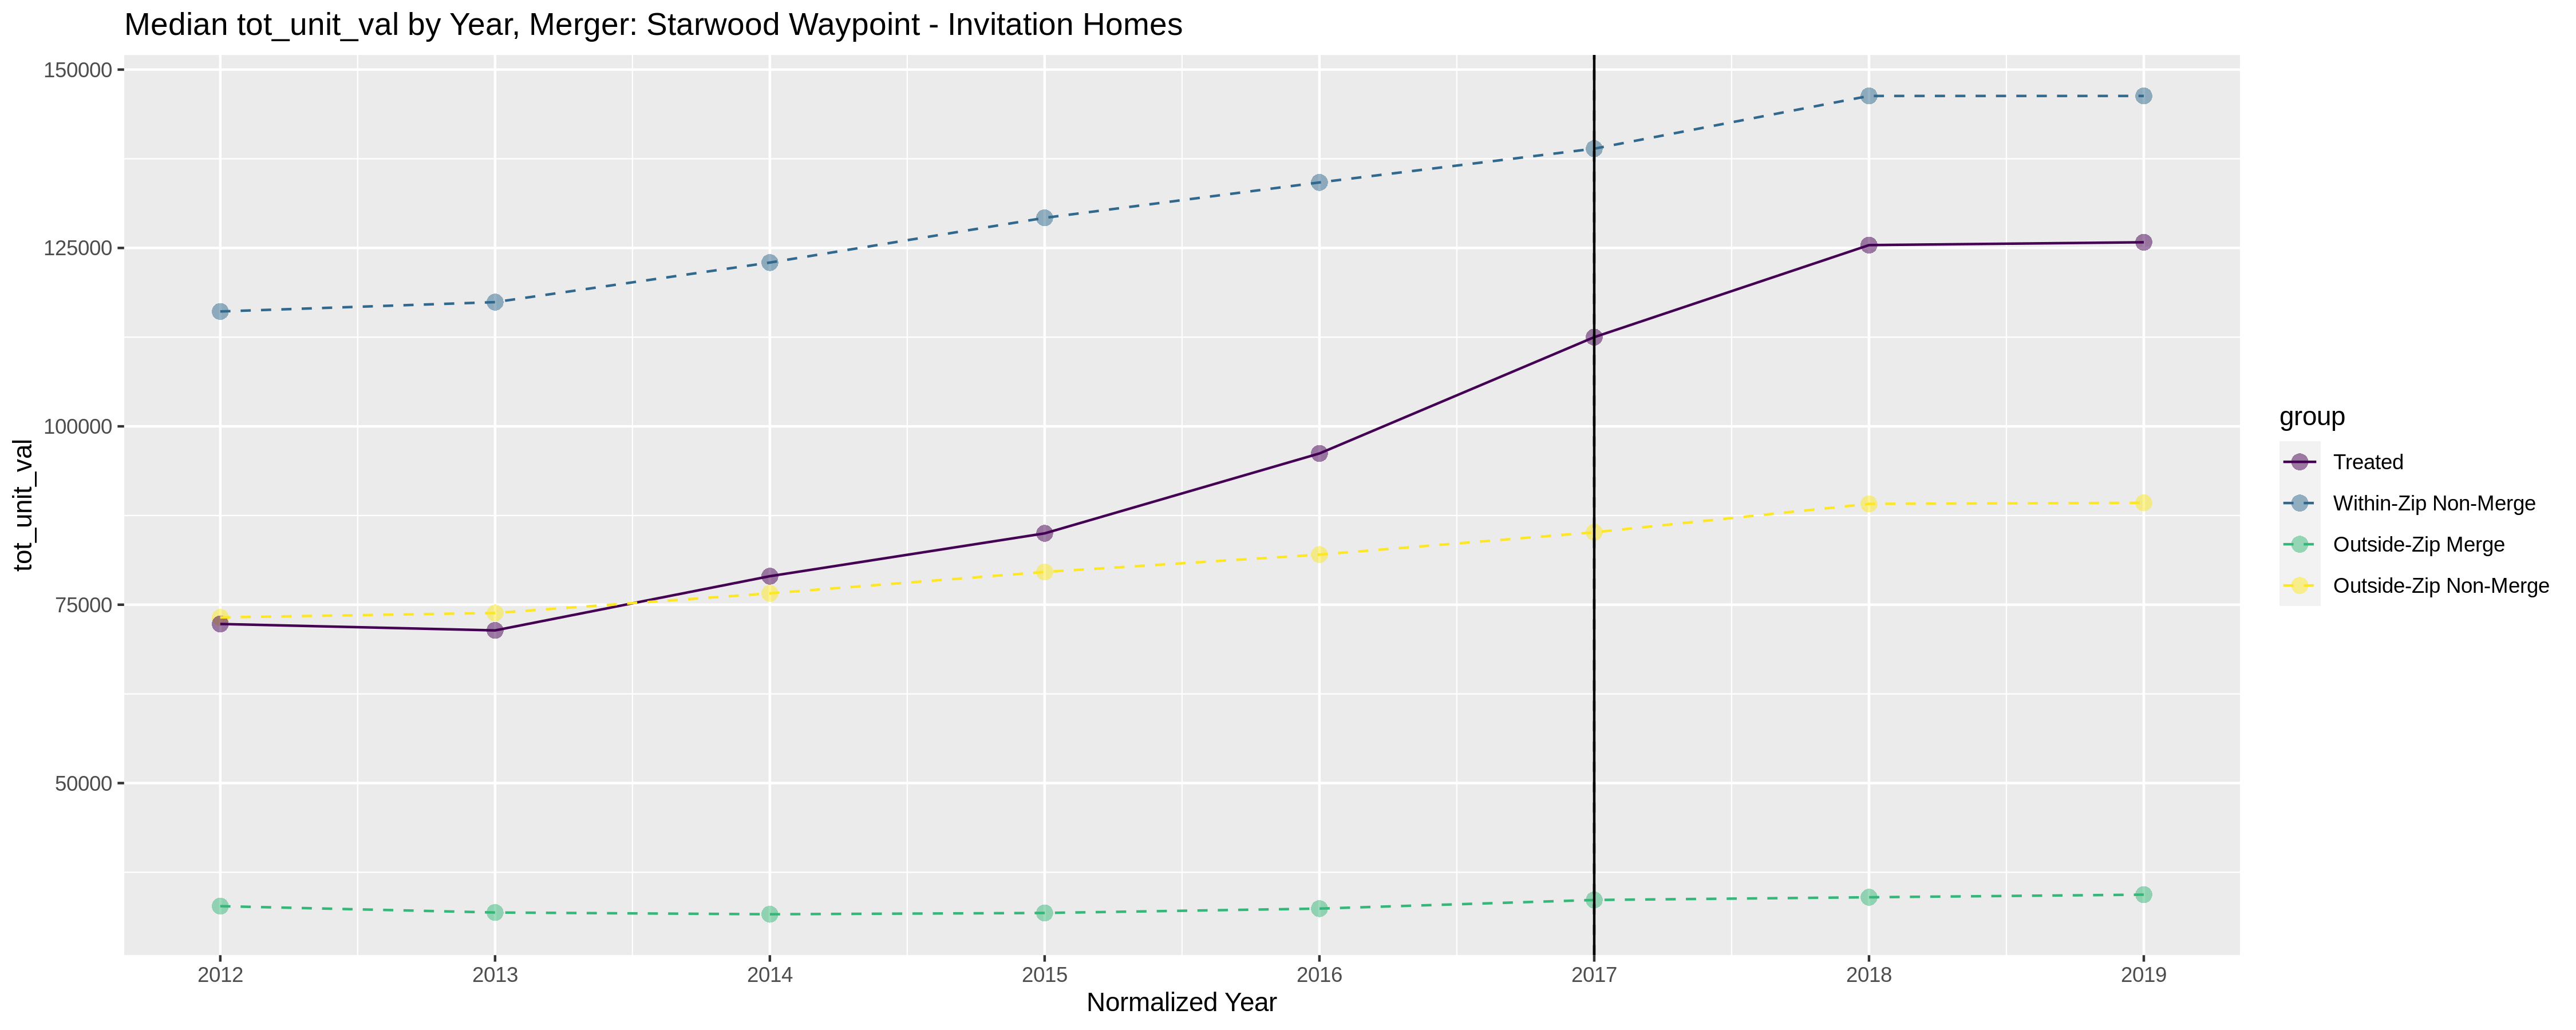 Median tot_unit_val by Year, Merger: Starwood Waypoint - Invitation Homes
tot_unit_val
150000
125000
100000
75000
50000
2012 2013 2014 2015 2016 2017 2018 2019
Normalized Year
group
Treated
Within-Zip Non-Merge
Outside-Zip Merge
Outside-Zip Non-Merge